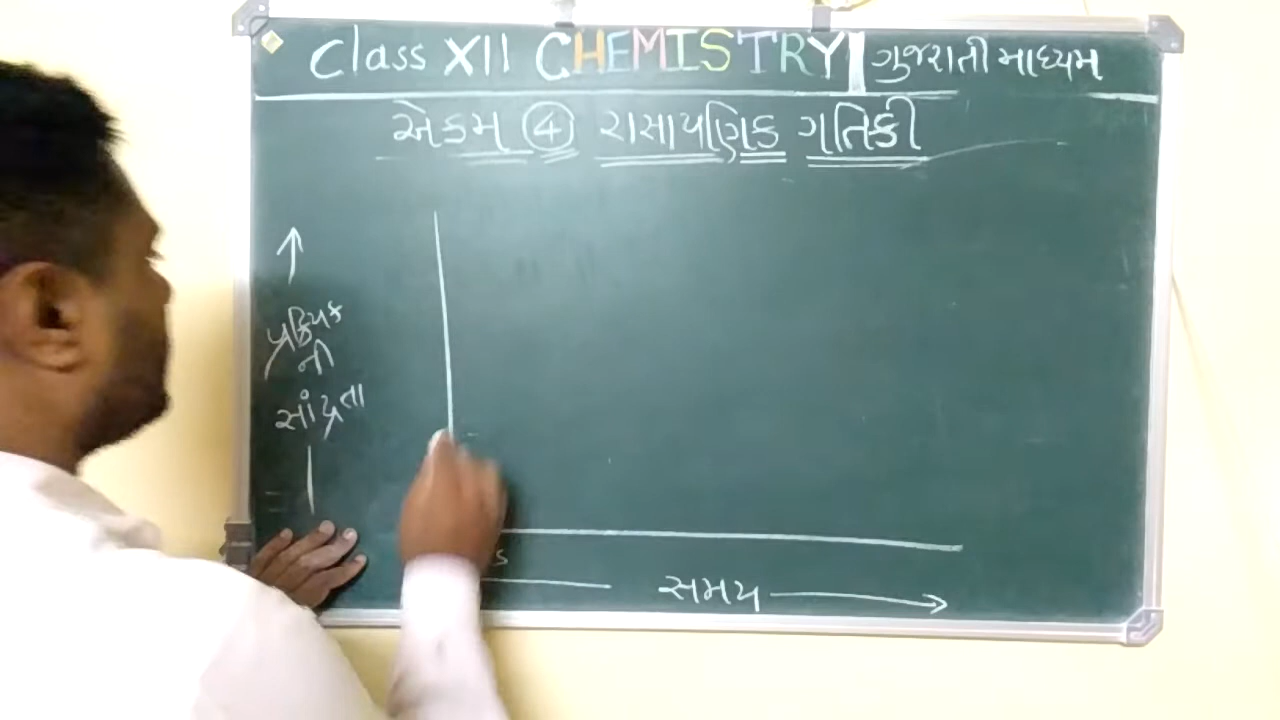 Class XII CHEMISTRY ગુજરાતી માધ્યમ
એકમ ④ રાસાયણિક ગતિકી
પ્રક્રિયક
ની
સાંદ્રતા
સમય